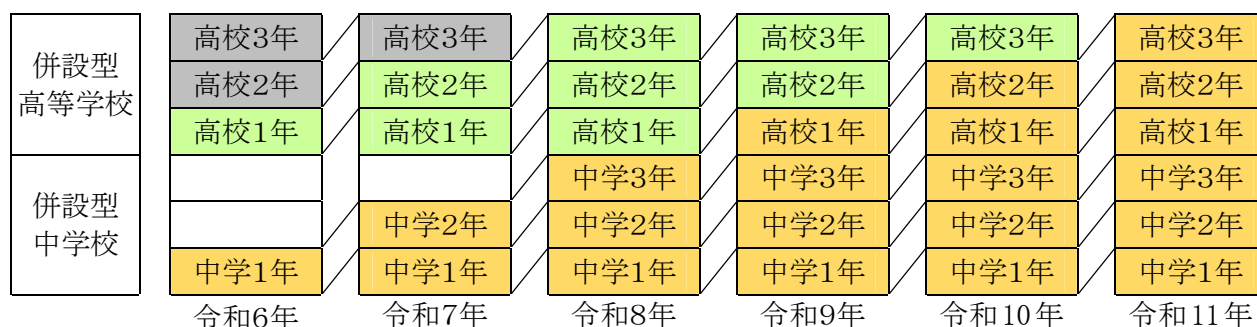 併設型
高等学校
高校3年 高校3年 高校3年 高校3年 高校3年 高校3年
高校2年 高校2年 高校2年 高校2年 高校2年 高校2年
高校1年 高校1年 高校1年 高校1年 高校1年 高校1年
併設型
中学校
中学3年 中学3年 中学3年 中学3年
中学2年 中学2年 中学2年 中学2年 中学2年
中学1年 中学1年 中学1年 中学1年 中学1年 中学1年
令和6年 令和7年 令和8年 令和9年 令和10年 令和11年